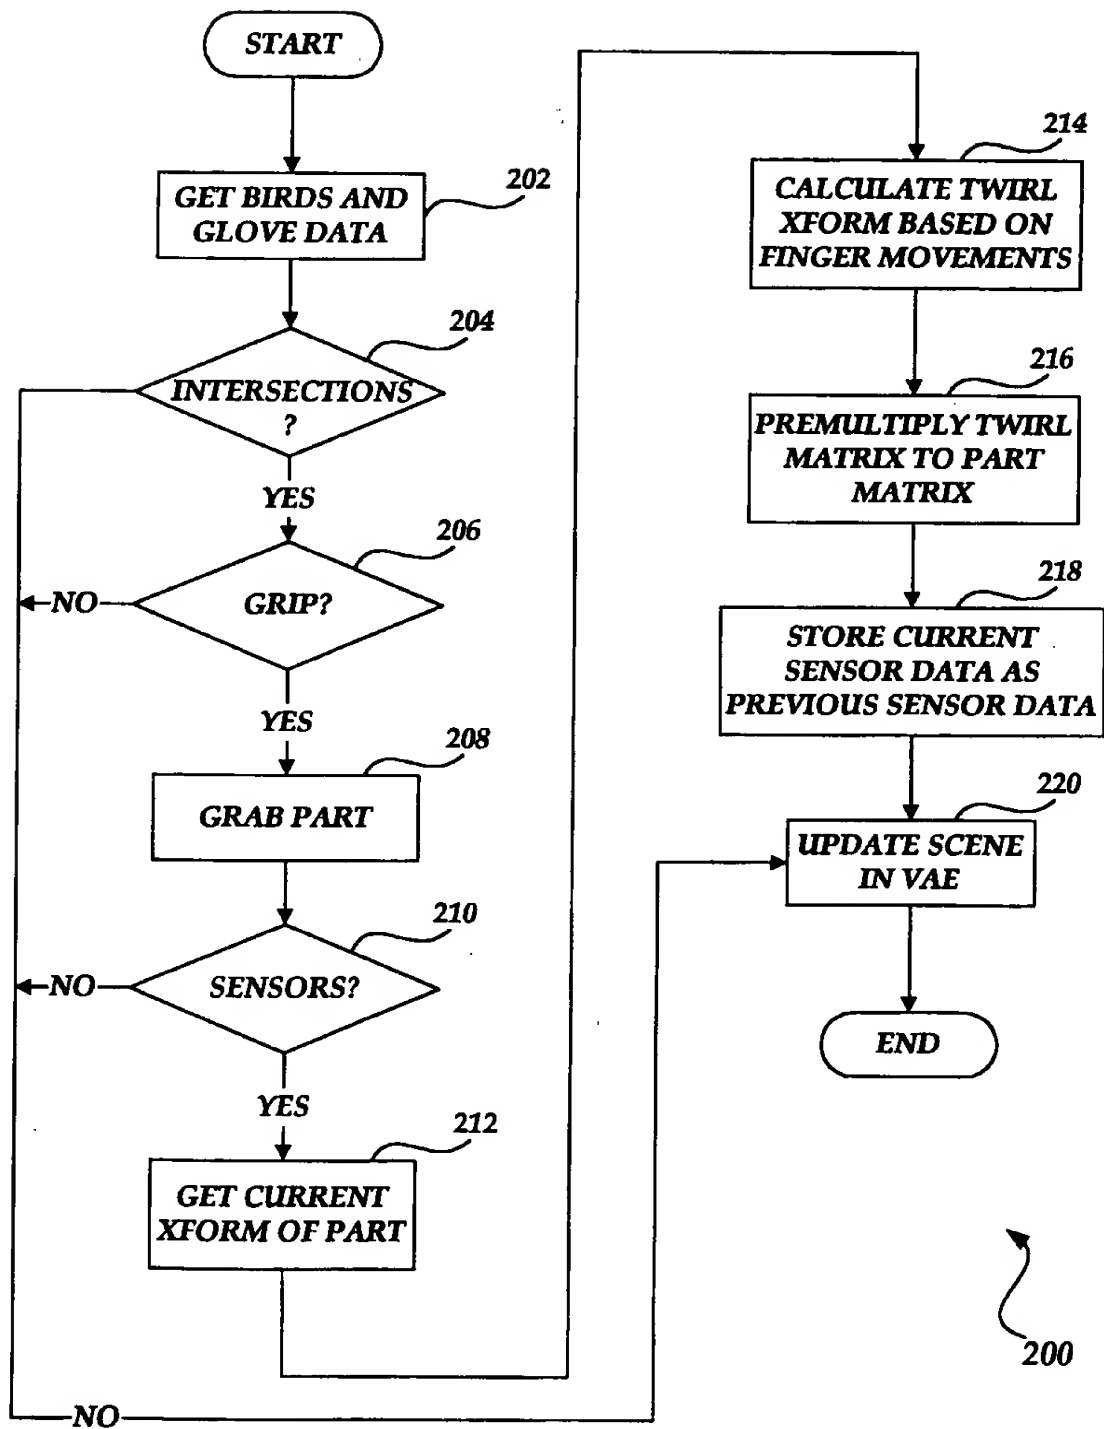 START
202
GET BIRDS AND
GLOVE DATA
204
INTERSECTIONS
?
YES
206
GRIP?
NO
YES
208
GRAB PART
210
SENSORS?
NO
YES
212
GET CURRENT
XFORM OF PART
NO
214
CALCULATE TWIRL
XFORM BASED ON
FINGER MOVEMENTS
216
PREMULTIPLY TWIRL
MATRIX TO PART
MATRIX
218
STORE CURRENT
SENSOR DATA AS
PREVIOUS SENSOR DATA
220
UPDATE SCENE
IN VAE
END
200